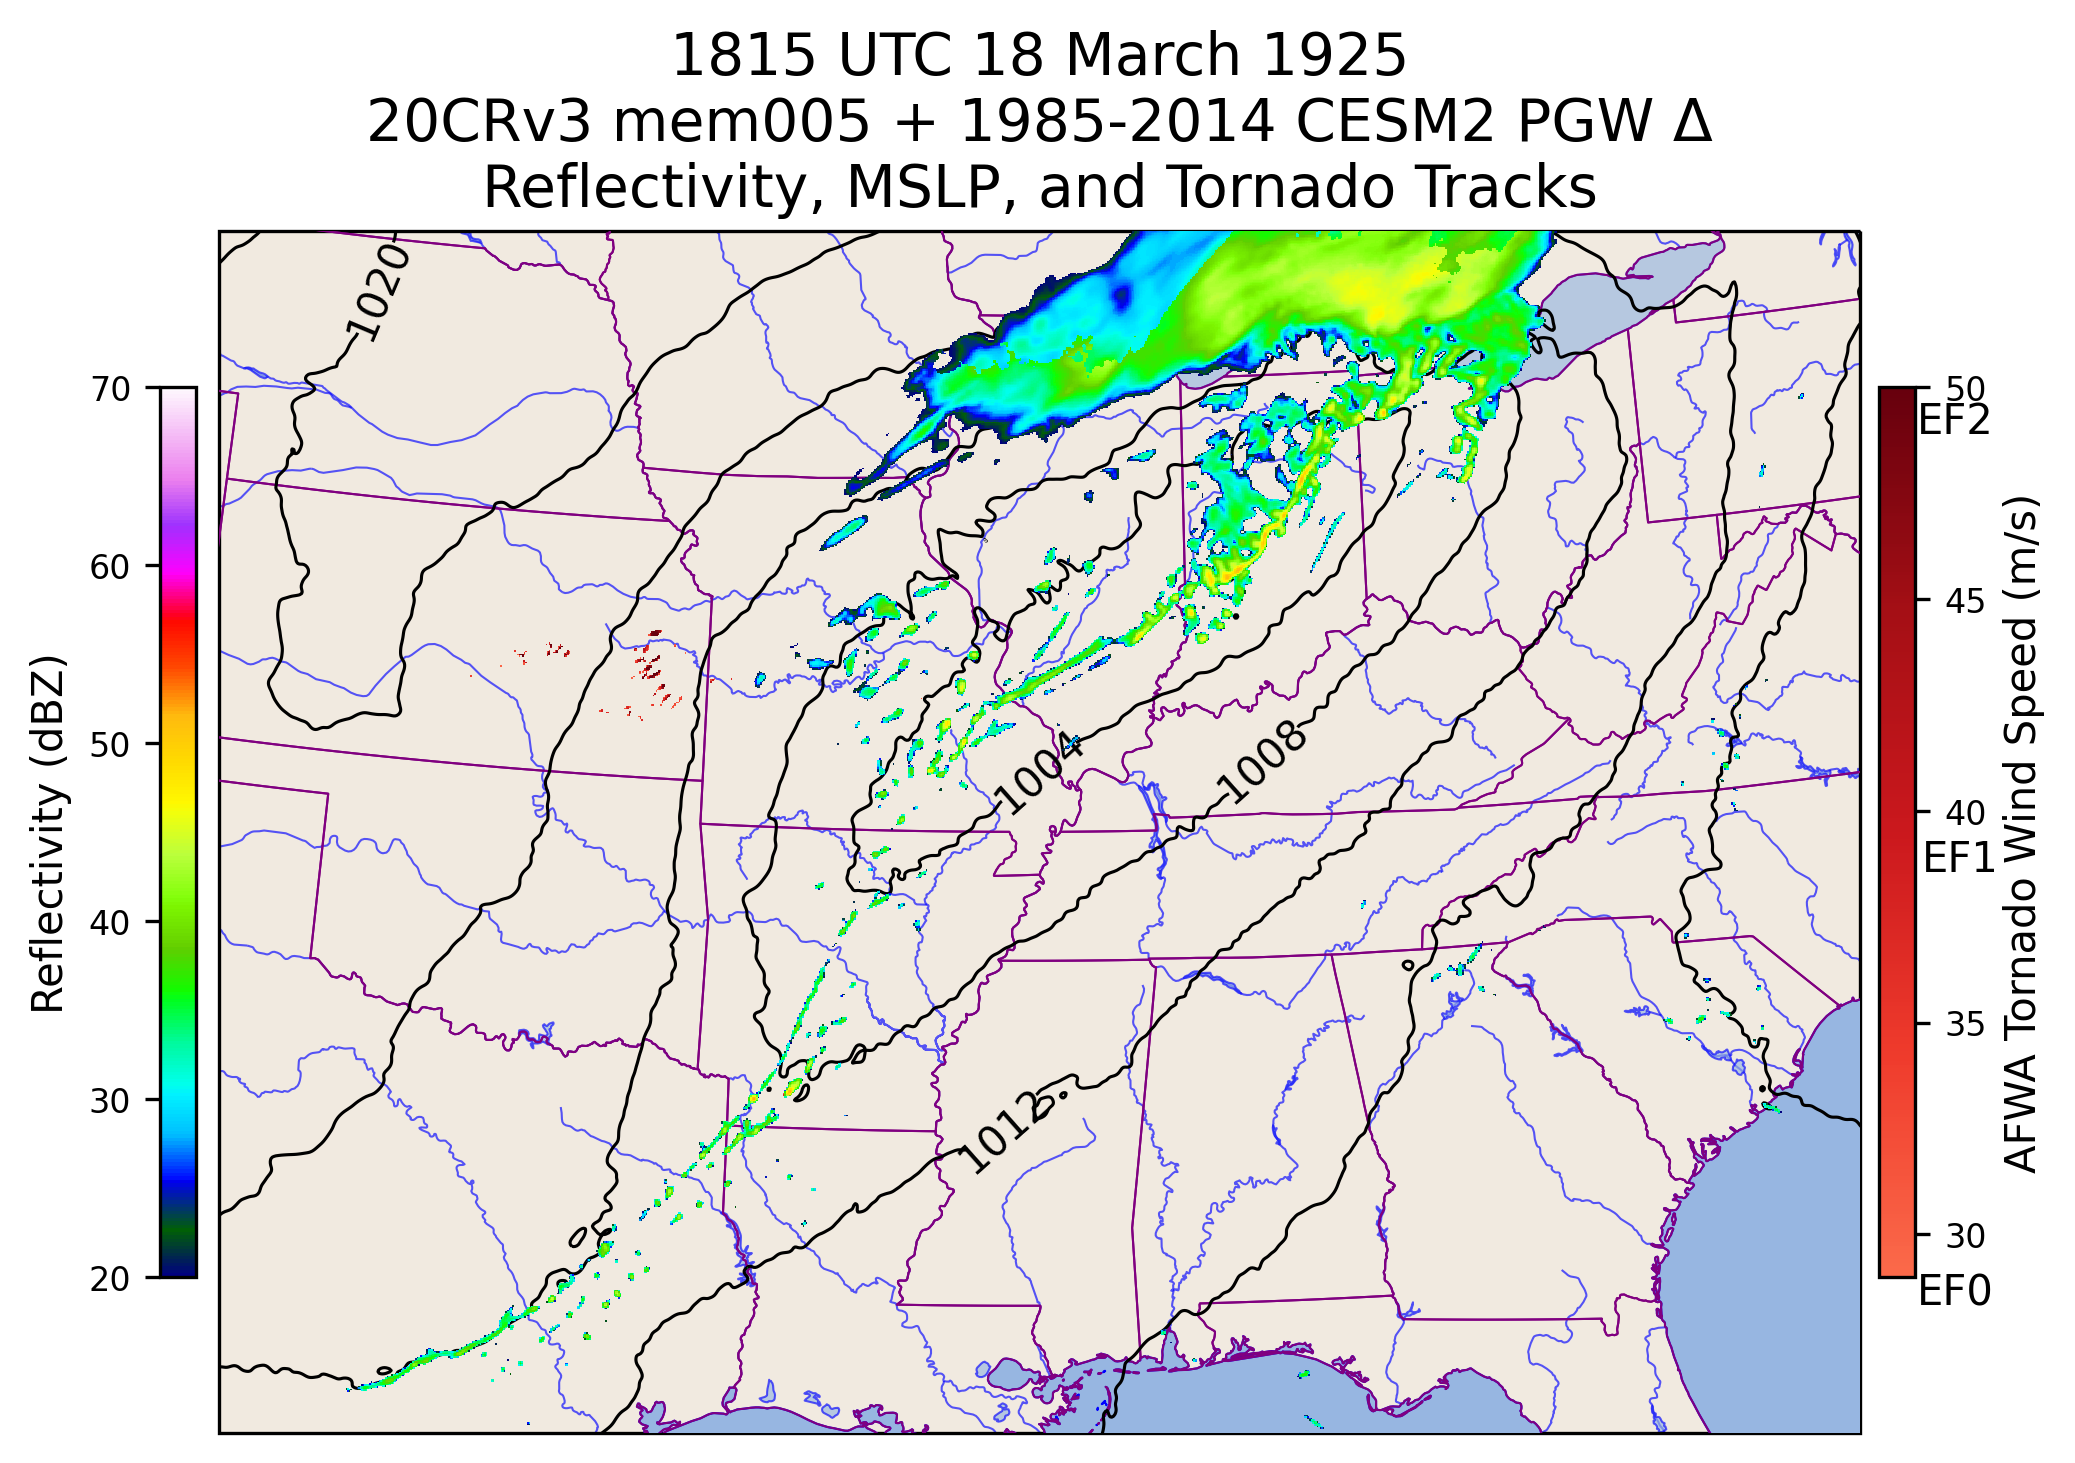 1815 UTC 18 March 1925
20CRv3 mem005 + 1985-2014 CESM2 PGW Δ
Reflectivity, MSLP, and Tornado Tracks
1020
1004
1008
1012
Reflectivity (dBZ)
70
60
50
40
30
20
50
EF2
45
40
EF1
35
30
EF0
AFWA Tornado Wind Speed (m/s)